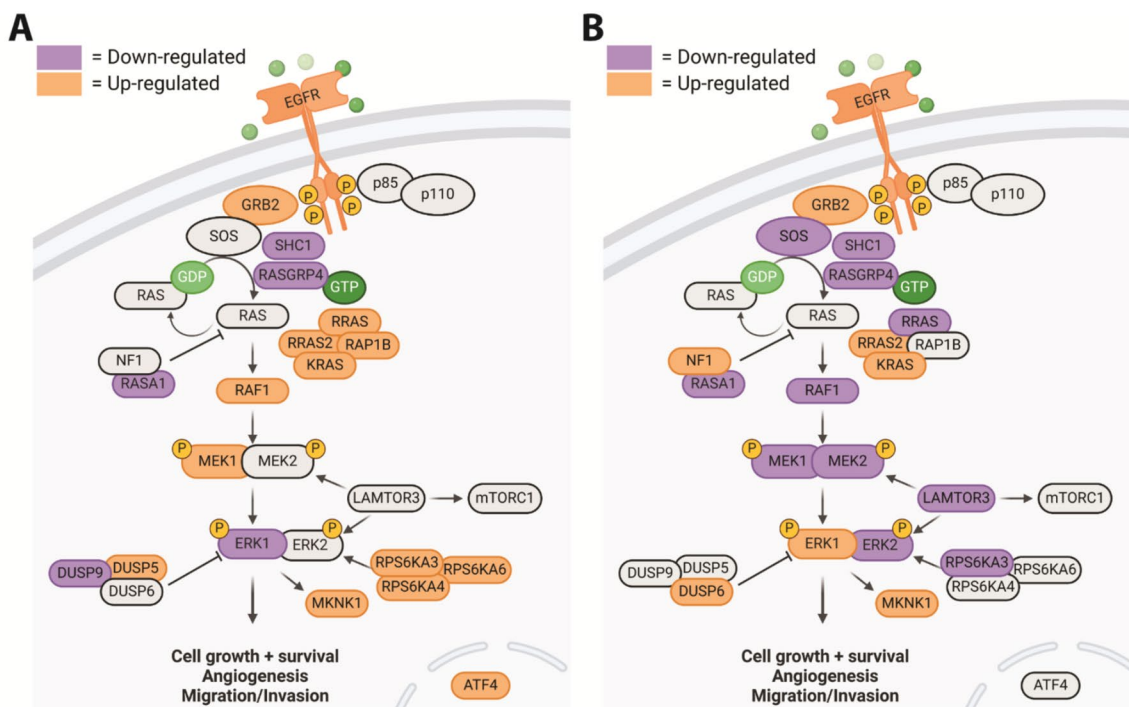 A
= Down-regulated
= Up-regulated
EGFR
P
P
P
P
p85
p110
GRB2
SOS
SHC1
GDP
RASGRP4
GTP
RAS
RAS
RRAS
RRAS2
RAP1B
KRAS
NF1
RASA1
RAF1
P
P
MEK1
MEK2
LAMTOR3
mTORC1
P
P
ERK1
ERK2
DUSP9
DUSP5
DUSP6
RPS6KA3
RPS6KA6
RPS6KA4
MKNK1
Cell growth + survival
Angiogenesis
Migration/Invasion
ATF4
B
= Down-regulated
= Up-regulated
EGFR
P
P
P
P
p85
p110
GRB2
SOS
SHC1
GDP
RASGRP4
GTP
RAS
RAS
RRAS
RRAS2
RAP1B
KRAS
NF1
RASA1
RAF1
P
P
MEK1
MEK2
LAMTOR3
mTORC1
P
P
ERK1
ERK2
DUSP9
DUSP5
DUSP6
RPS6KA3
RPS6KA6
RPS6KA4
MKNK1
Cell growth + survival
Angiogenesis
Migration/Invasion
ATF4